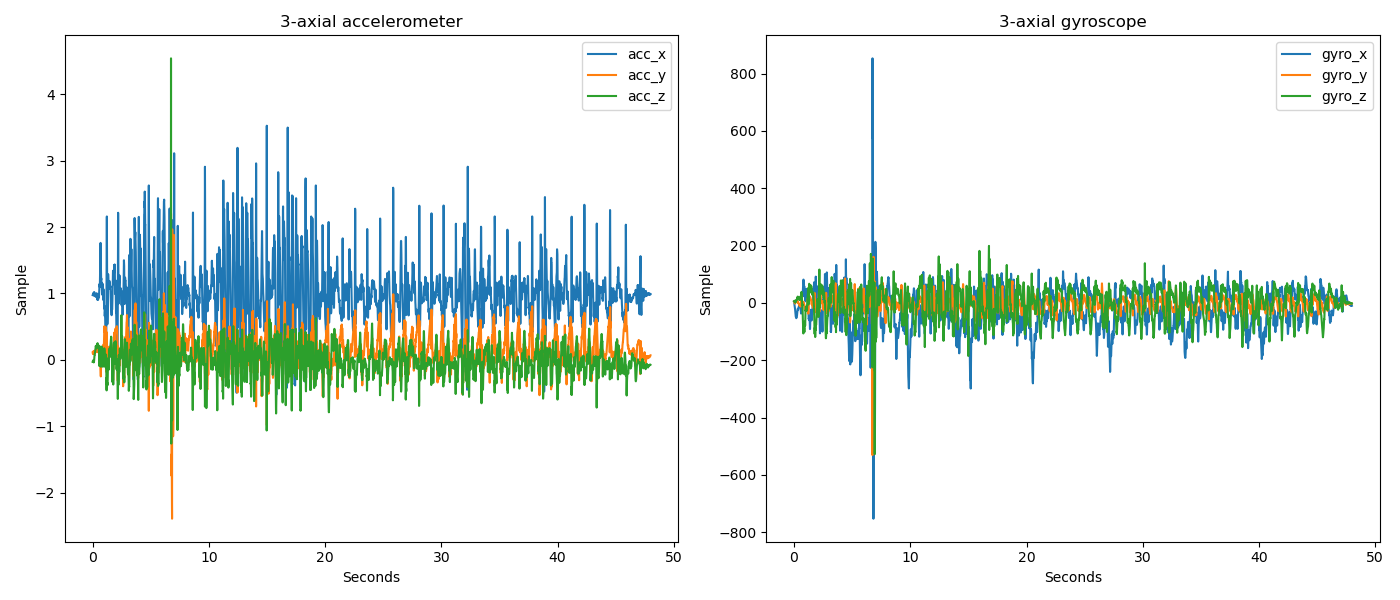 3-axial accelerometer
acc_x
acc_y
acc_z
4
3
2
1
0
−1
−2
Sample
0
10
20
30
40
50
Seconds
3-axial gyroscope
gyro_x
gyro_y
gyro_z
800
600
400
200
0
−200
−400
−600
−800
Sample
0
10
20
30
40
50
Seconds